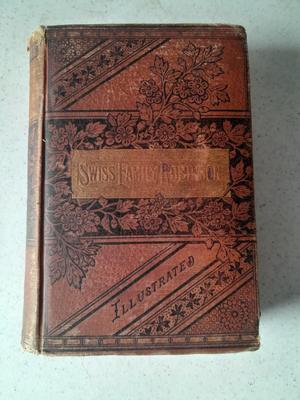 SWISS FAMILY ROBINSON
ILLUSTRATED